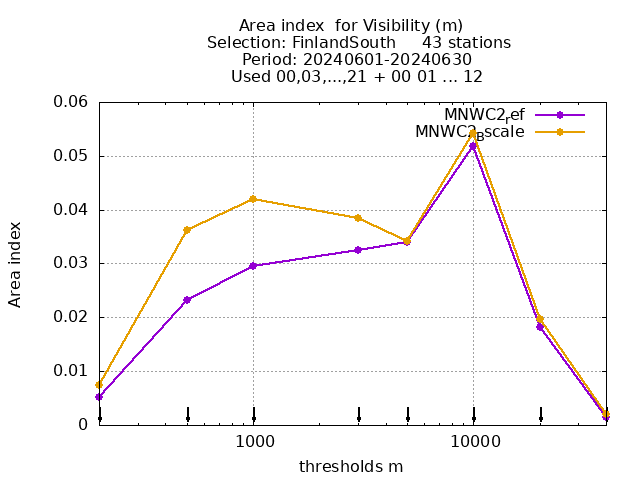 Area index  for Visibility (m)
Selection: FinlandSouth     43 stations
Period: 20240601-20240630
Used 00,03,...,21 + 00 01 ... 12
MNWC2ref
MNWC2Bscale
0.06
0.05
0.04
0.03
0.02
0.01
0
Area index
1000
10000
thresholds m